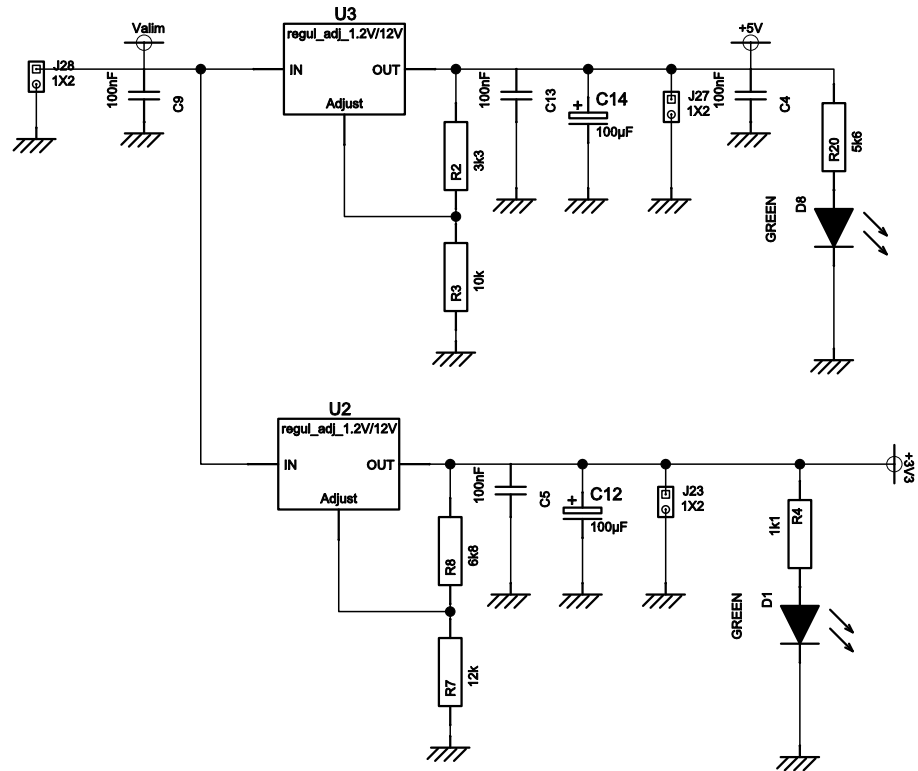 U3
Valim
+5V
regul_adj_1.2V/12V
J28
1X2
IN
OUT
Adjust
100nF
C9
100nF
C13
C14
+
100µF
J27
1X2
100nF
C4
R20
5k6
R2
3k3
GREEN
D8
R3
10k
U2
regul_adj_1.2V/12V
IN
OUT
Adjust
100nF
C5
C12
+
100µF
J23
1X2
+3V3
R4
1k1
R8
6k8
GREEN
D1
R7
12k